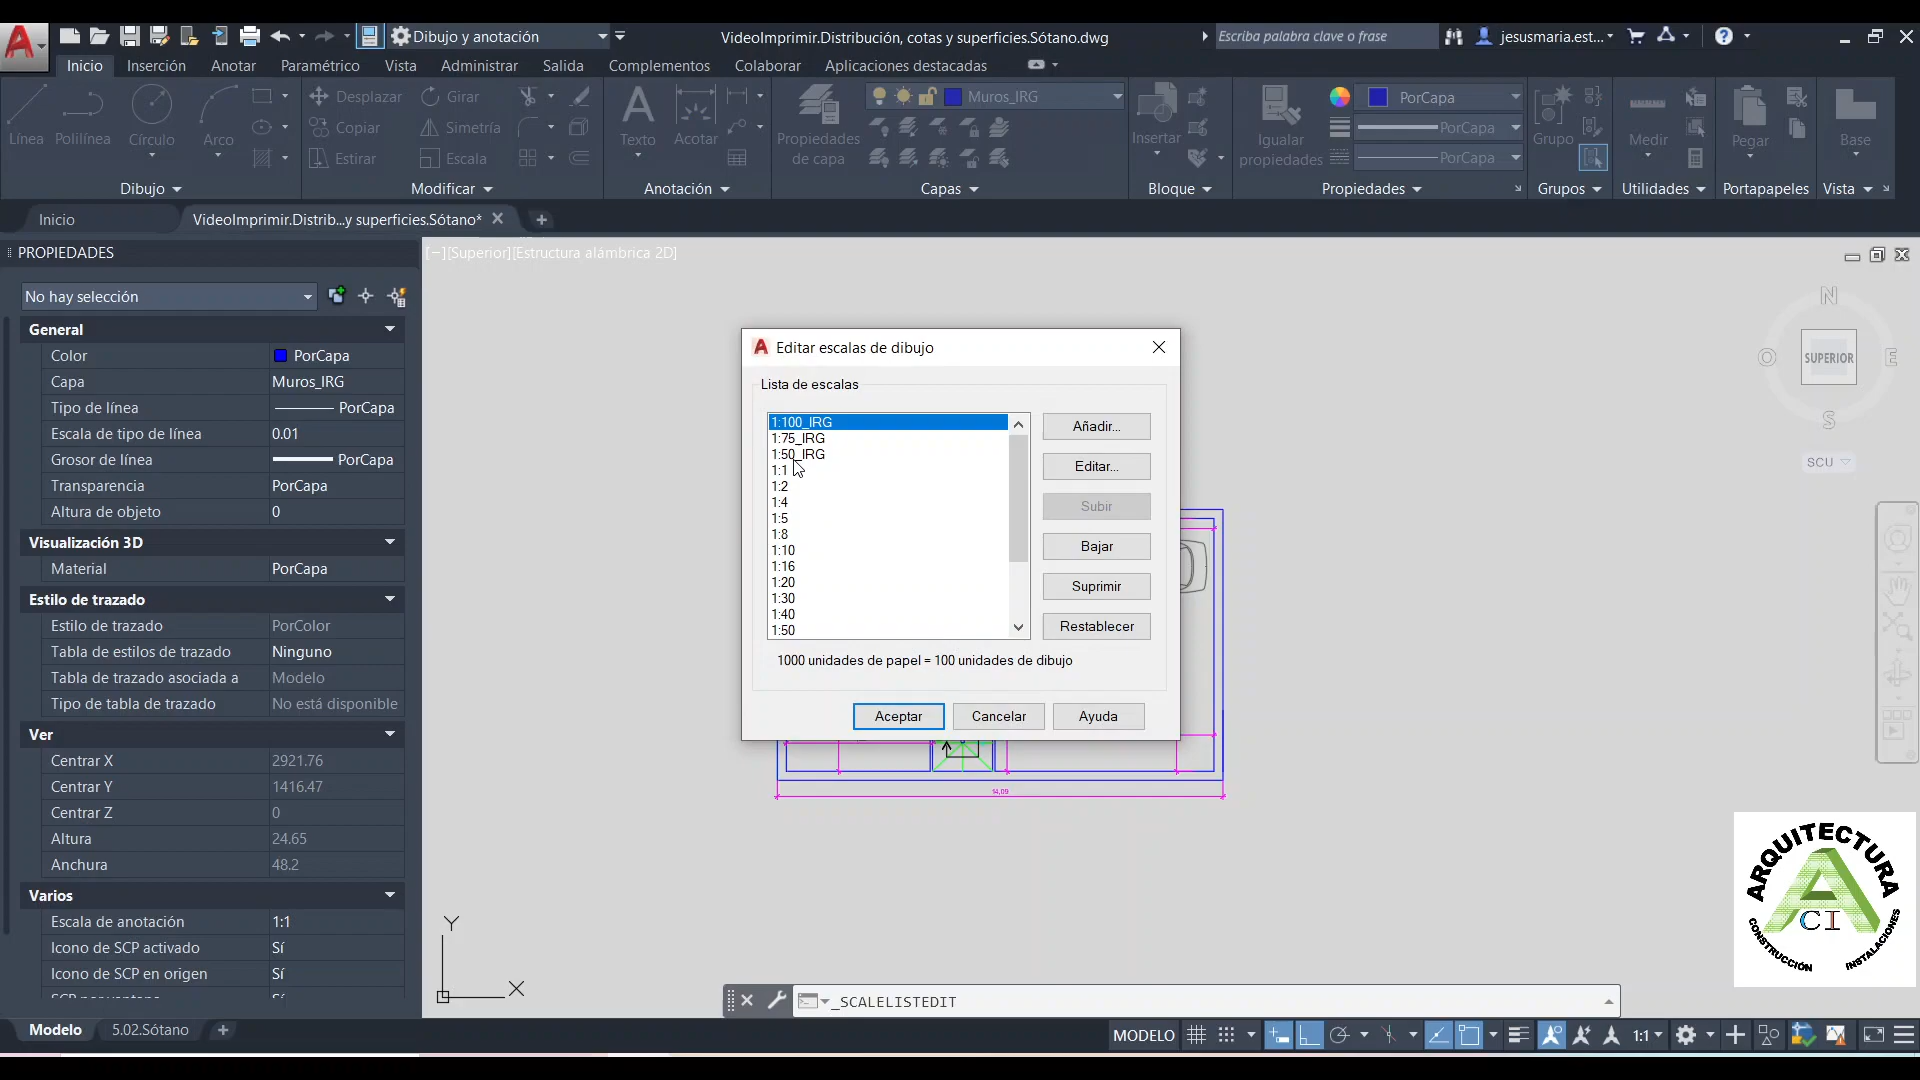 Dibujo y anotación
VideoImprimir.Distribución, cotas y superficies.Sótano.dwg
Escriba palabra clave o frase
jesusmaria.est...
Inicio Inserción Anotar Paramétrico Vista Administrar Salida Complementos Colaborar Aplicaciones destacadas
Línea Polilínea Círculo Arco
Desplazar Girar
Copiar Simetría
Estirar Escala
Texto Acotar
Propiedades de capa
Muros_IRG
Insertar
Igualar propiedades
PorCapa
PorCapa
PorCapa
Grupo
Medir
Pegar
Base
Dibujo Modificar Anotación Capas Bloque Propiedades Grupos Utilidades Portapapeles Vista
Inicio
VideoImprimir.Distrib...y superficies.Sótano*
PROPIEDADES
[−][Superior][Estructura alámbrica 2D]
No hay selección
General
Color PorCapa
Capa Muros_IRG
Tipo de línea PorCapa
Escala de tipo de línea 0.01
Grosor de línea PorCapa
Transparencia PorCapa
Altura de objeto 0
Visualización 3D
Material PorCapa
Estilo de trazado
Estilo de trazado PorColor
Tabla de estilos de trazado Ninguno
Tabla de trazado asociada a Modelo
Tipo de tabla de trazado No está disponible
Ver
Centrar X 2921.76
Centrar Y 1416.47
Centrar Z 0
Altura 24.65
Anchura 48.2
Varios
Escala de anotación 1:1
Icono de SCP activado Sí
Icono de SCP en origen Sí
Editar escalas de dibujo
Lista de escalas
1:100_IRG
1:75_IRG
1:50_IRG
1:1
1:2
1:4
1:5
1:8
1:10
1:16
1:20
1:30
1:40
1:50
Añadir...
Editar...
Subir
Bajar
Suprimir
Restablecer
1000 unidades de papel = 100 unidades de dibujo
Aceptar Cancelar Ayuda
14,09
N
O SUPERIOR E
S
SCU
Y
X
ARQUITECTURA
CI
CONSTRUCCIÓN INSTALACIONES
_SCALELISTEDIT
Modelo 5.02.Sótano
MODELO
1:1